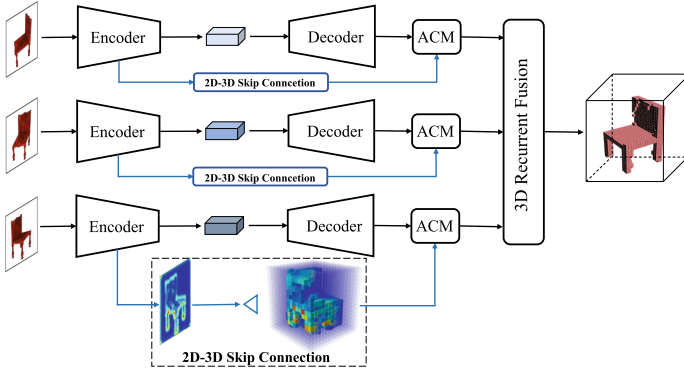 Encoder
Decoder
ACM
2D-3D Skip Conncetion
Encoder
Decoder
ACM
2D-3D Skip Conncetion
Encoder
Decoder
ACM
2D-3D Skip Connection
3D Recurrent Fusion